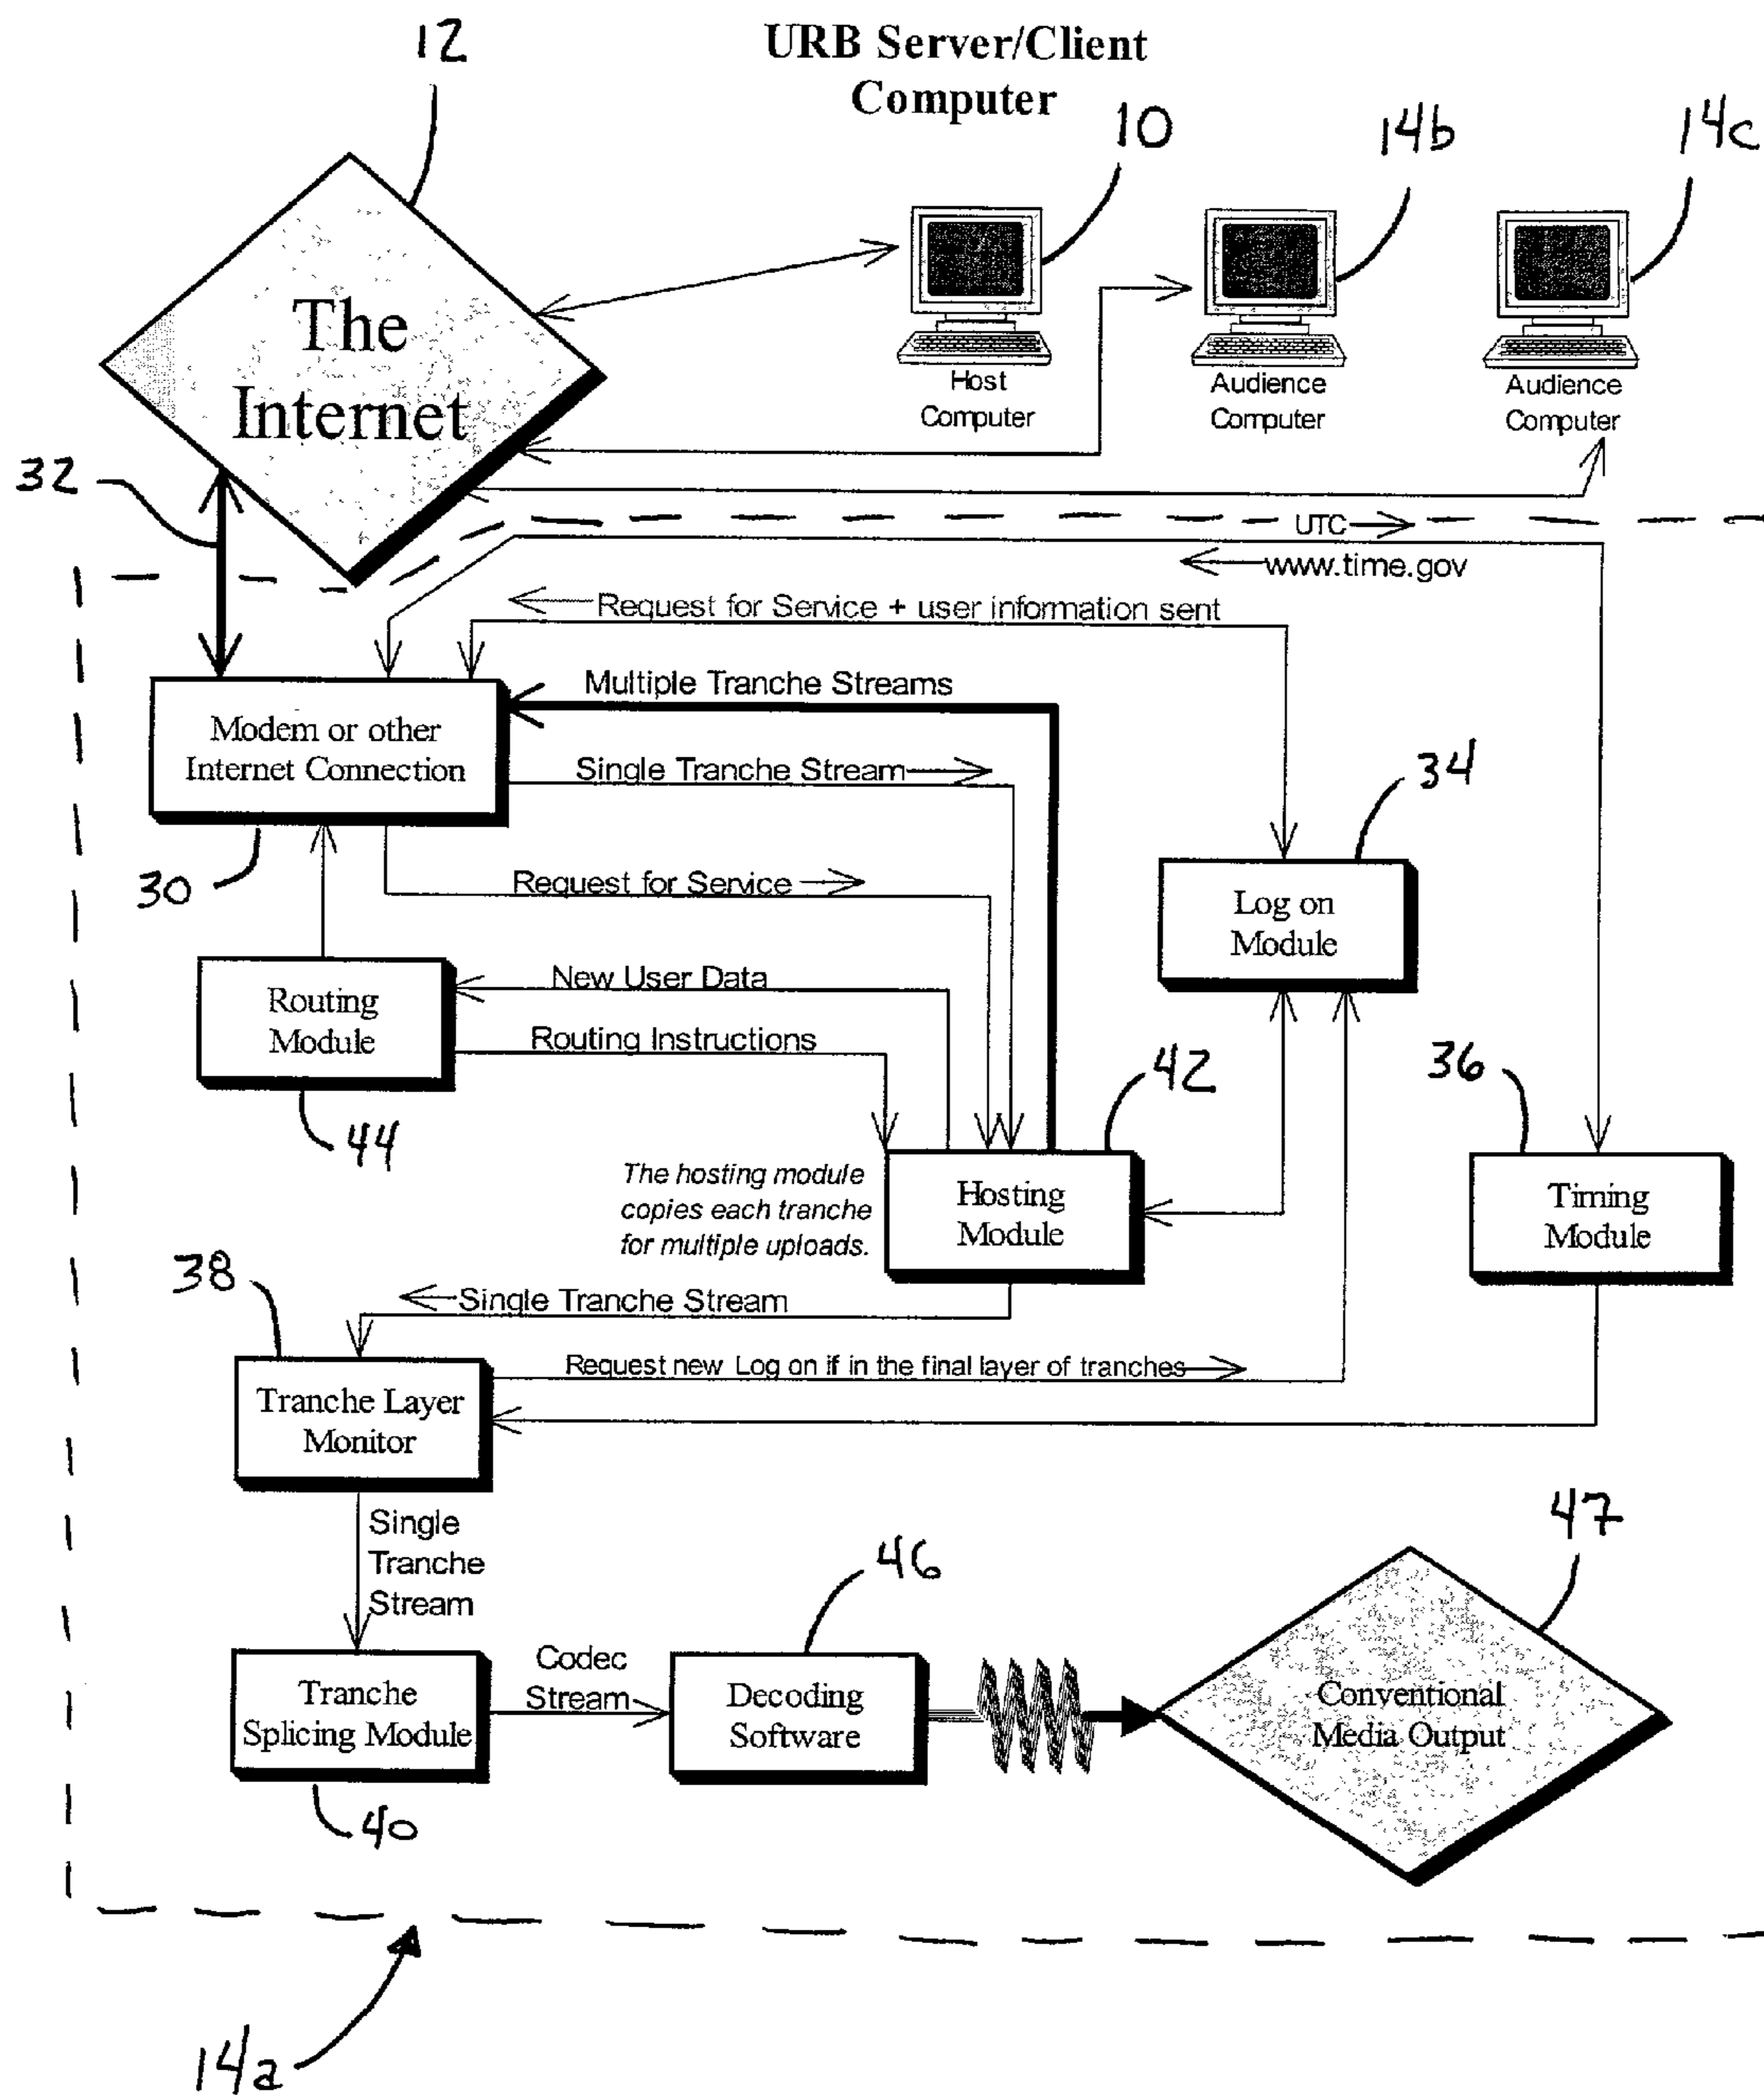 12
URB Server/Client
Computer
10
14b
14c
The
Internet
Host
Computer
Audience
Computer
Audience
Computer
32
UTC
www.time.gov
Request for Service + user information sent
Multiple Tranche Streams
Modem or other
Internet Connection
Single Tranche Stream
34
30
Request for Service
Log on
Module
New User Data
Routing
Module
Routing Instructions
42
36
44
The hosting module
copies each tranche
for multiple uploads.
Hosting
Module
Timing
Module
38
Single Tranche Stream
Request new Log on if in the final layer of tranches
Tranche Layer
Monitor
Single
Tranche
Stream
47
46
Codec
Stream
Tranche
Splicing Module
Decoding
Software
Conventional
Media Output
40
14a